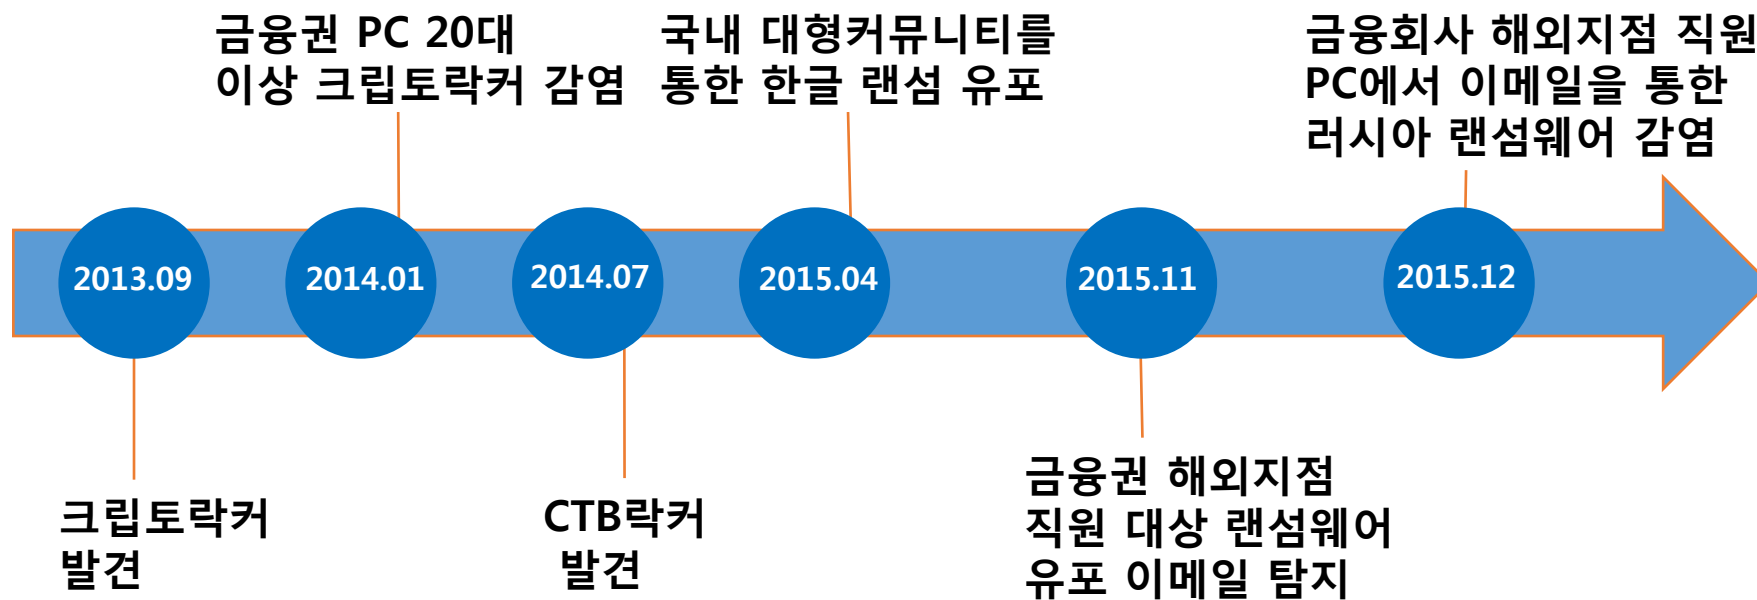 금융권 PC 20대
이상 크립토락커 감염
국내 대형커뮤니티를
통한 한글 랜섬 유포
금융회사 해외지점 직원
PC에서 이메일을 통한
러시아 랜섬웨어 감염
2013.09
2014.01
2014.07
2015.04
2015.11
2015.12
크립토락커
발견
CTB락커
발견
금융권 해외지점
직원 대상 랜섬웨어
유포 이메일 탐지